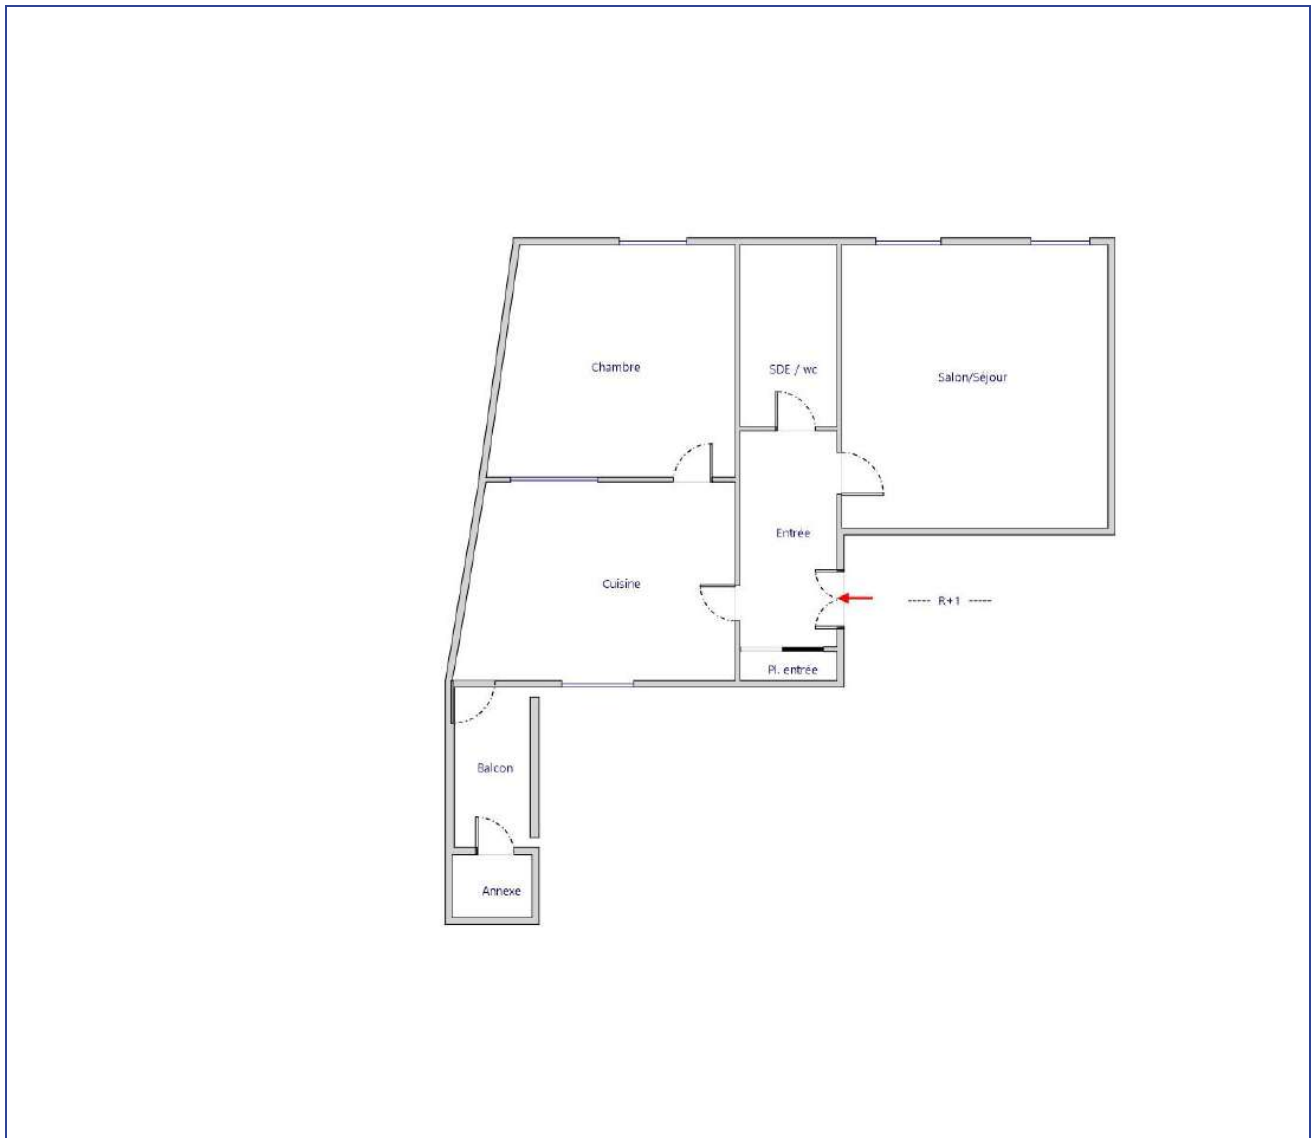 Chambre
SDE / wc
Salon/Séjour
Entrée
Cuisine
----- R+1 -----
Pl. entrée
Balcon
Annexe